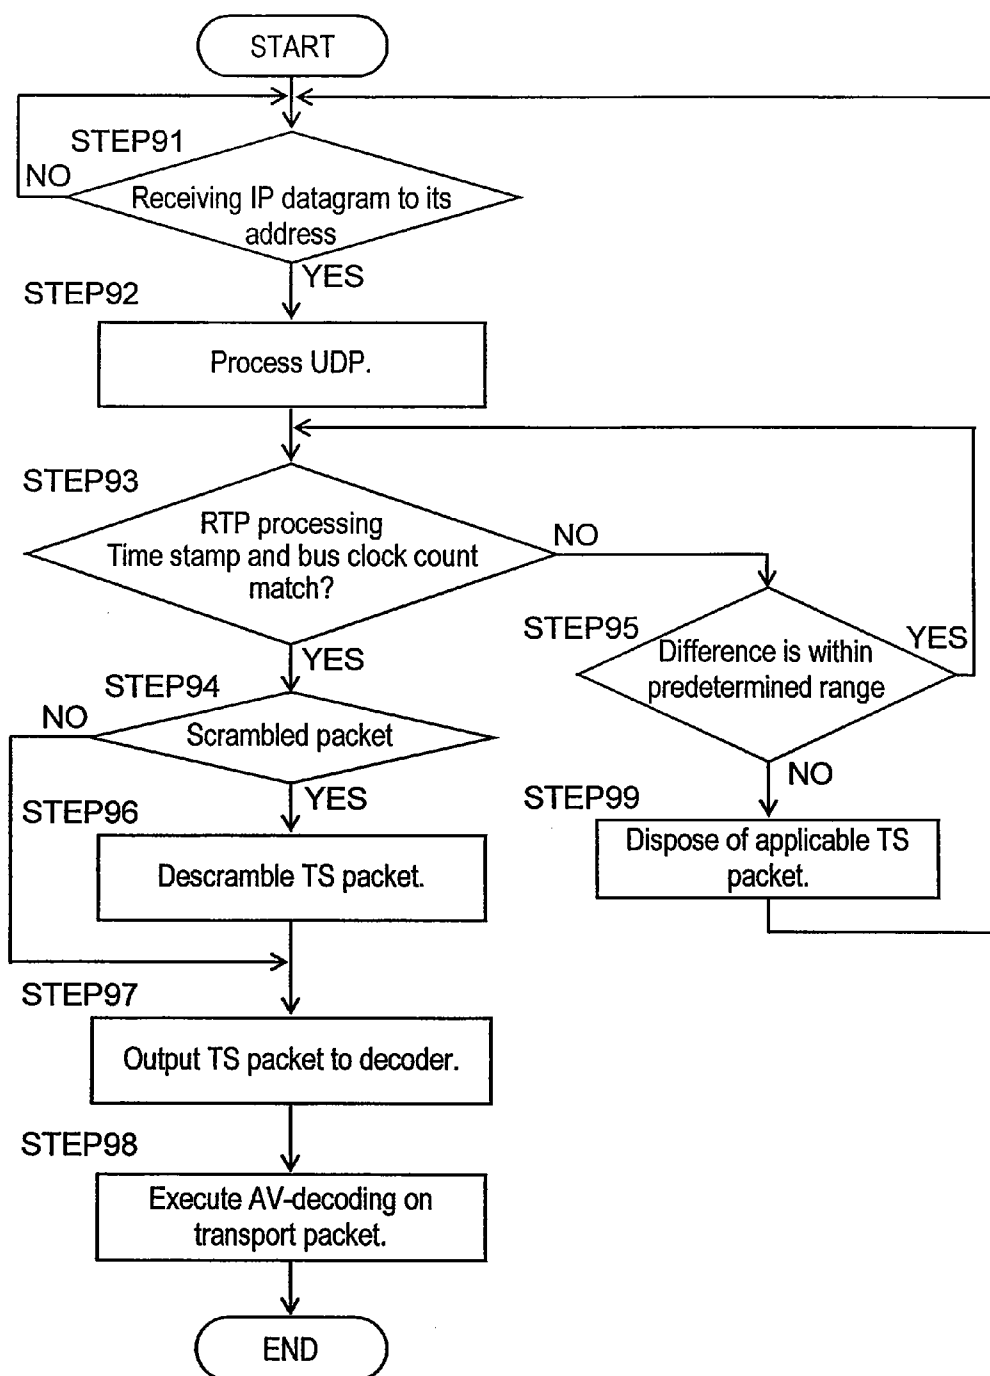 START
STEP91
NO
Receiving IP datagram to its
address
YES
STEP92
Process UDP.
STEP93
RTP processing
Time stamp and bus clock count
match?
NO
YES
STEP95
Difference is within
predetermined range
YES
NO
STEP94
NO
Scrambled packet
YES
STEP96
Descramble TS packet.
STEP99
Dispose of applicable TS
packet.
STEP97
Output TS packet to decoder.
STEP98
Execute AV-decoding on
transport packet.
END